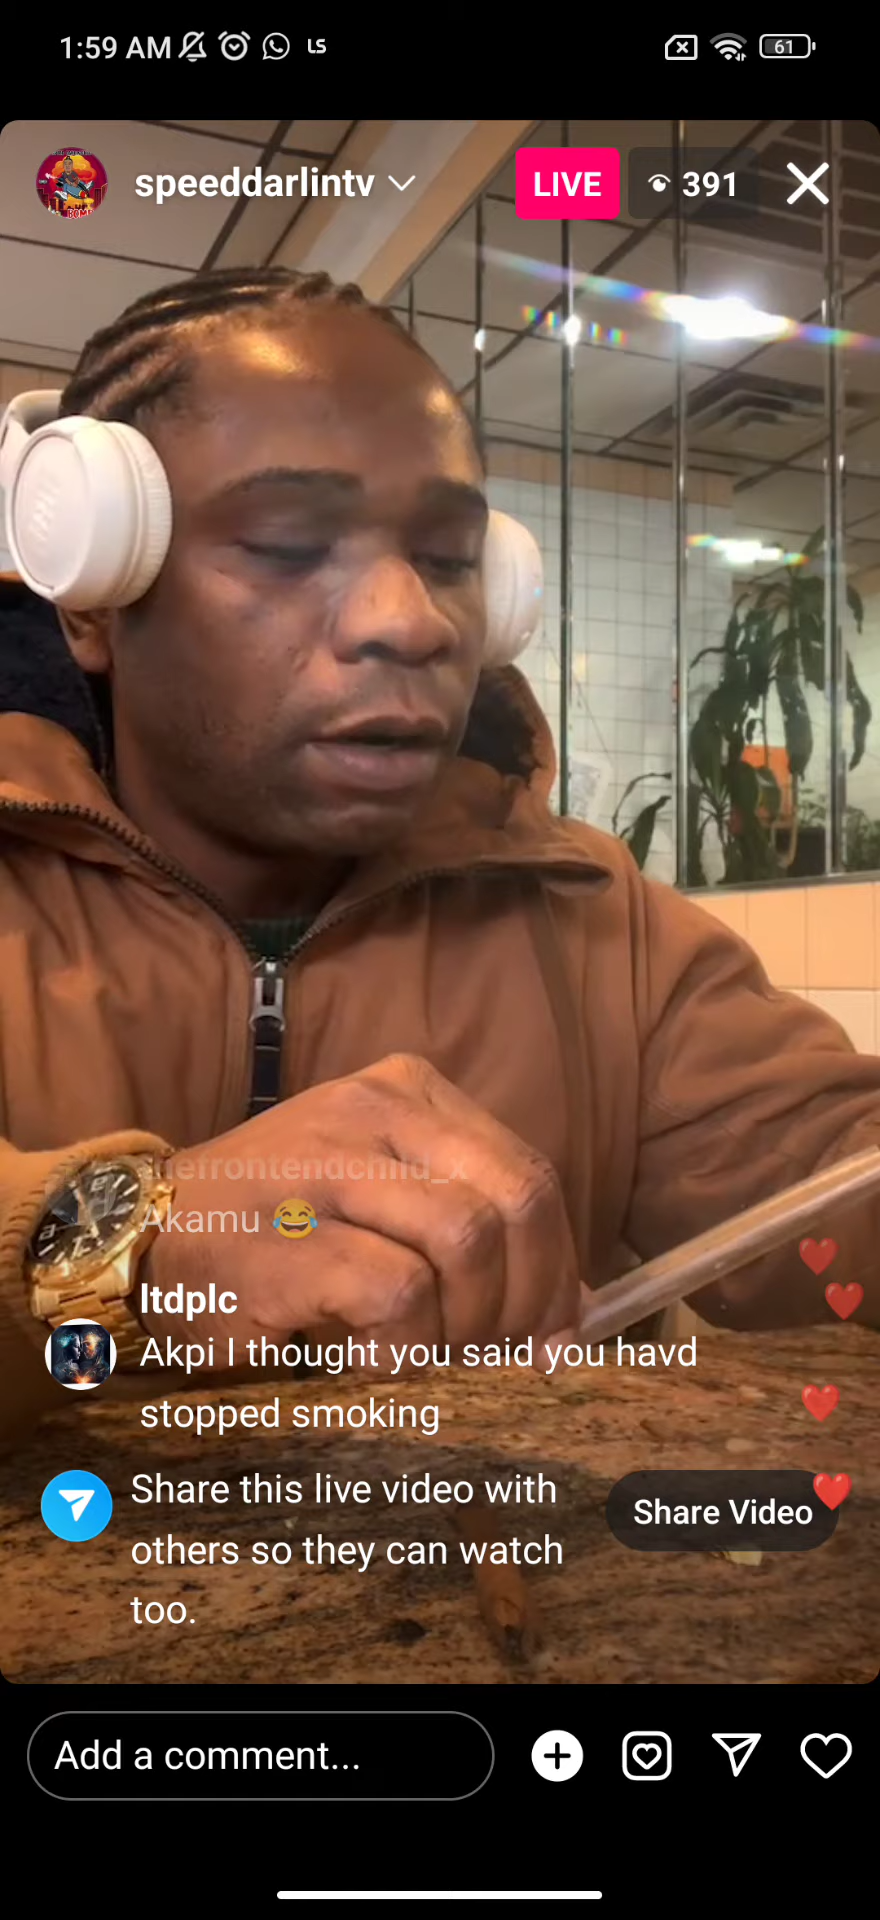 1:59 AM
61
speeddarlintv
LIVE
391
thefrontendchild_x
Akamu 😂
ltdplc
Akpi I thought you said you havd
stopped smoking
Share this live video with
others so they can watch
too.
Share Video
Add a comment...